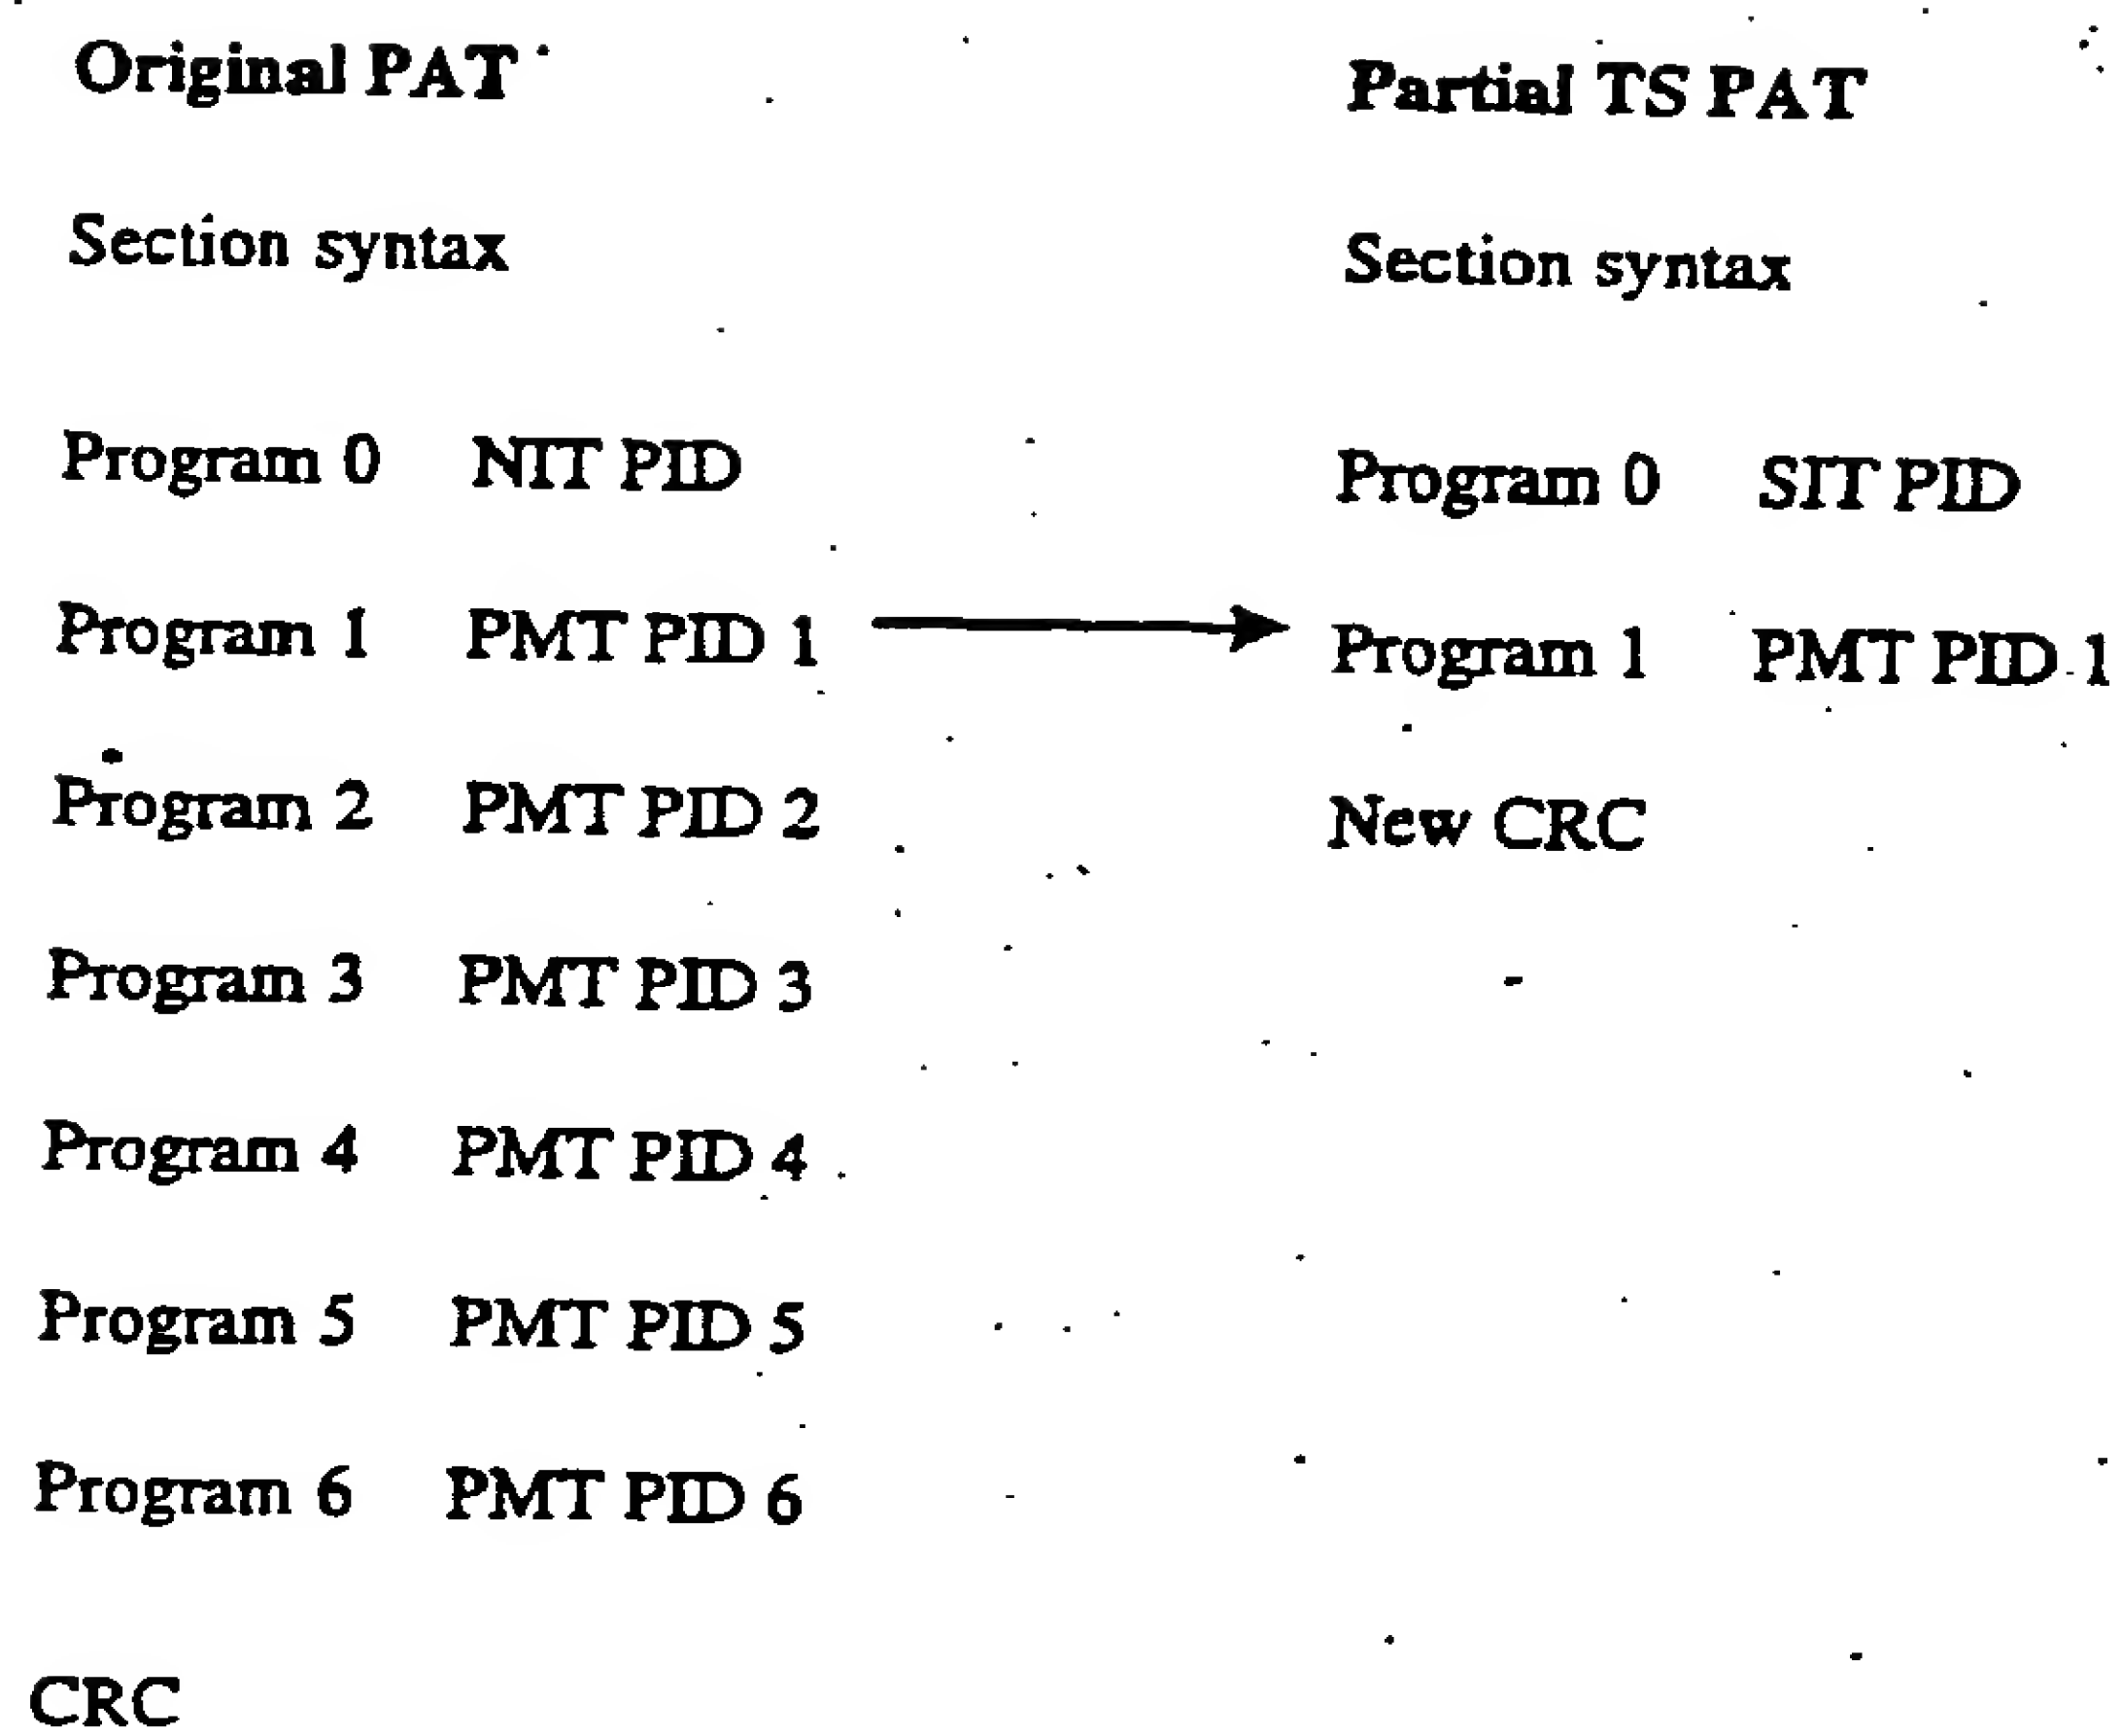 Original PAT
Section syntax
Program 0 NIT PID
Program 1 PMT PID 1
Program 2 PMT PID 2
Program 3 PMT PID 3
Program 4 PMT PID 4
Program 5 PMT PID 5
Program 6 PMT PID 6
CRC
Partial TS PAT
Section syntax
Program 0 SIT PID
Program 1 PMT PID 1
New CRC